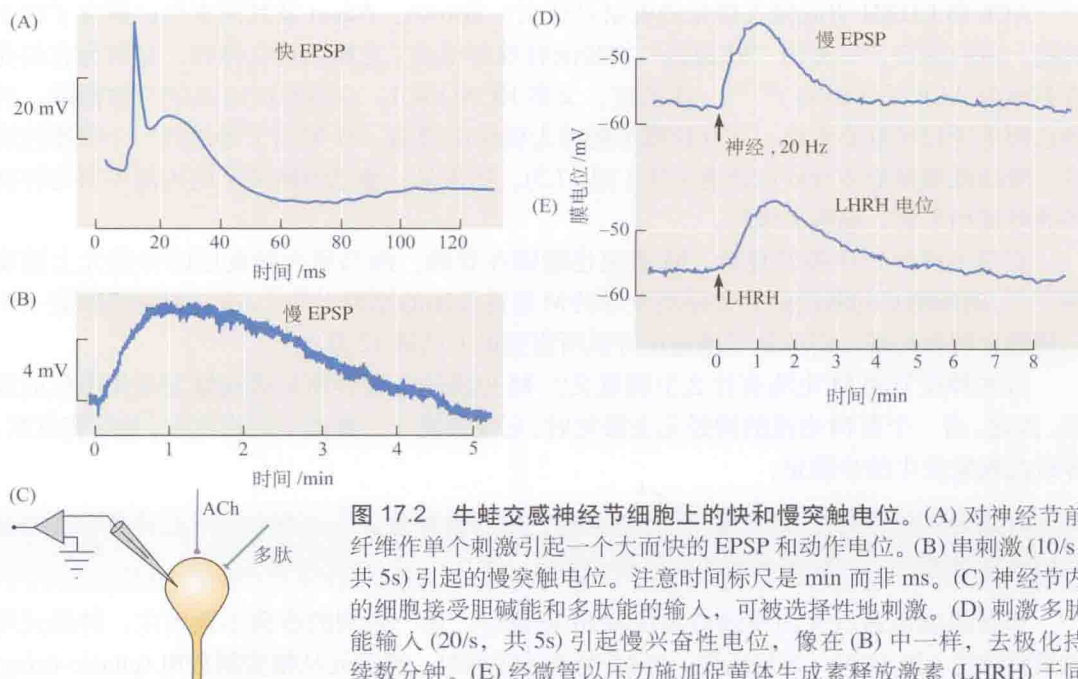 (A)
快 EPSP
20 mV
0 20 40 60 80 100 120
时间 /ms
(B)
慢 EPSP
4 mV
0 1 2 3 4 5
时间 /min
(C)
ACh
多肽
(D)
慢 EPSP
−50
−60
神经 , 20 Hz
膜电位 /mV
(E)
LHRH 电位
−50
−60
LHRH
0 1 2 3 4 5 6 7 8
时间 /min
图 17.2 牛蛙交感神经节细胞上的快和慢突触电位。(A) 对神经节前
纤维作单个刺激引起一个大而快的 EPSP 和动作电位。(B) 串刺激 (10/s
共 5s) 引起的慢突触电位。注意时间标尺是 min 而非 ms。(C) 神经节内
的细胞接受胆碱能和多肽能的输入，可被选择性地刺激。(D) 刺激多肽
能输入 (20/s，共 5s) 引起慢兴奋性电位，像在 (B) 中一样，去极化持
续数分钟。(E) 经微管以压力施加促黄体生成素释放激素 (LHRH) 于同